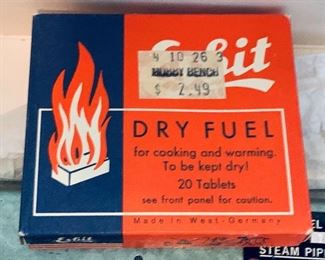 4 10 26 3
HOBBY BENCH
$ 2.49
DRY FUEL
for cooking and warming.
To be kept dry!
20 Tablets
see front panel for caution.
Made in West-Germany
Esbit
STEAM PIP